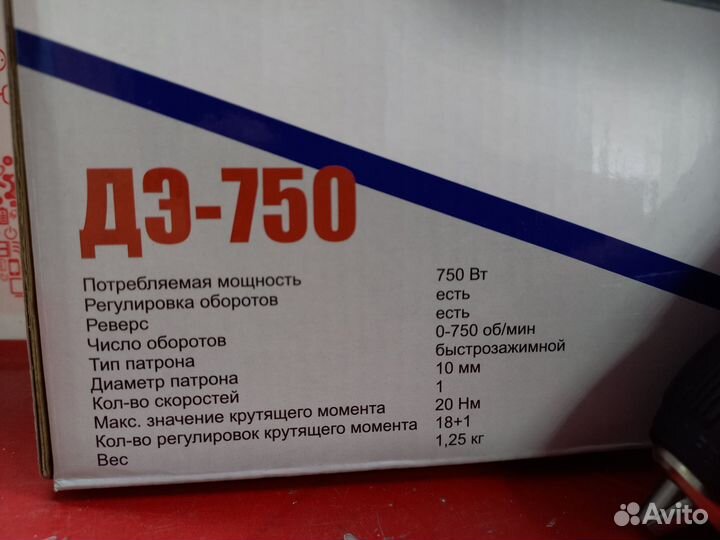 ДЭ-750
Потребляемая мощность 750 Вт
Регулировка оборотов есть
Реверс есть
Число оборотов 0-750 об/мин
Тип патрона быстрозажимной
Диаметр патрона 10 мм
Кол-во скоростей 1
Макс. значение крутящего момента 20 Нм
Кол-во регулировок крутящего момента 18+1
Вес 1,25 кг
Avito